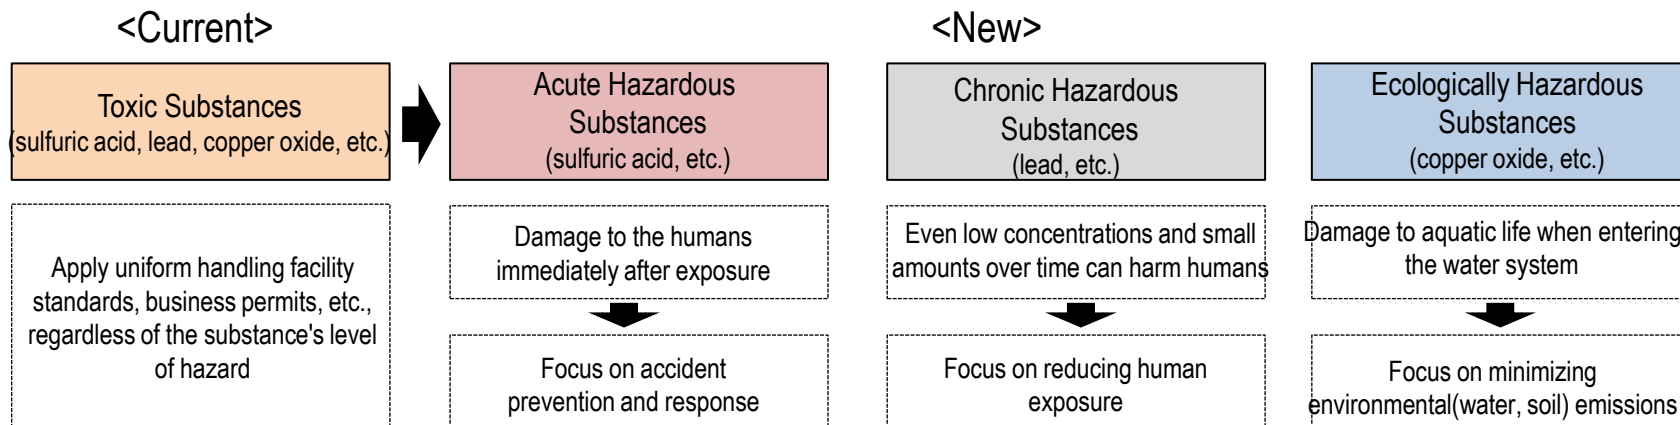 <Current>
<New>
Toxic Substances
(sulfuric acid, lead, copper oxide, etc.)
Apply uniform handling facility
standards, business permits, etc.,
regardless of the substance's level
of hazard
Acute Hazardous
Substances
(sulfuric acid, etc.)
Damage to the humans
immediately after exposure
Focus on accident
prevention and response
Chronic Hazardous
Substances
(lead, etc.)
Even low concentrations and small
amounts over time can harm humans
Focus on reducing human
exposure
Ecologically Hazardous
Substances
(copper oxide, etc.)
Damage to aquatic life when entering
the water system
Focus on minimizing
environmental(water, soil) emissions